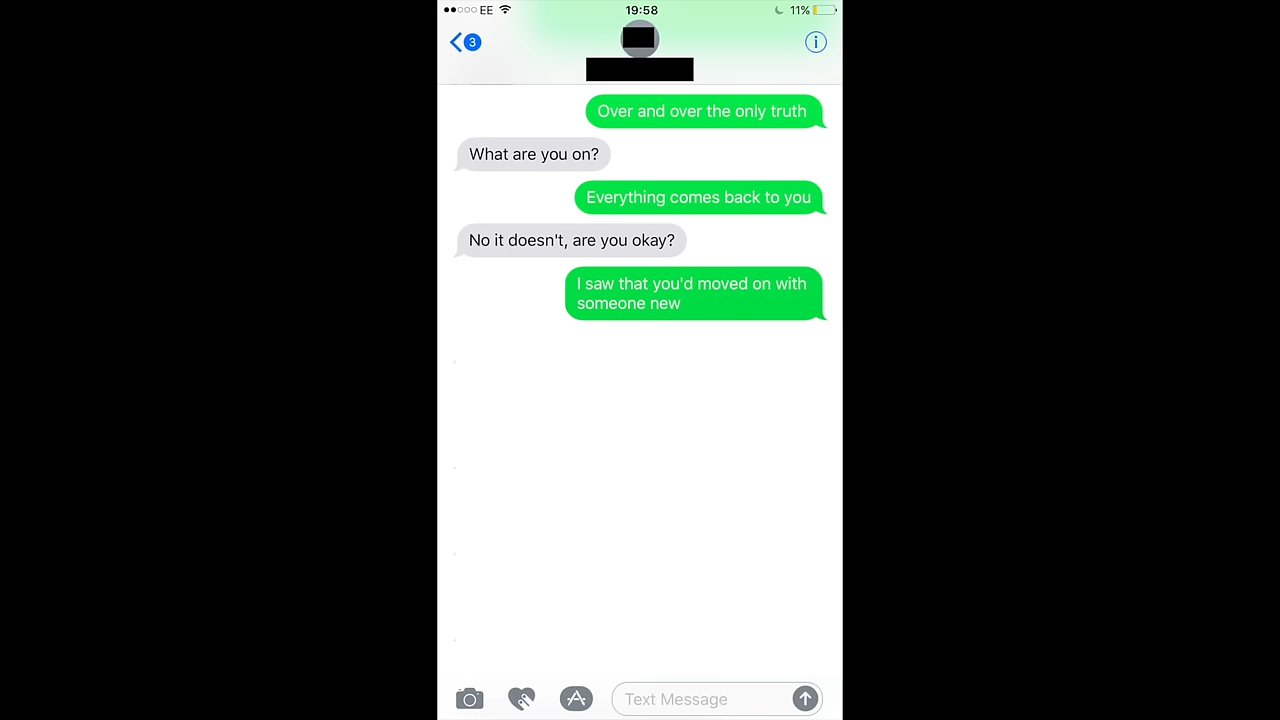 EE 19:58 11%
3
Over and over the only truth
What are you on?
Everything comes back to you
No it doesn't, are you okay?
I saw that you'd moved on with
someone new
Text Message